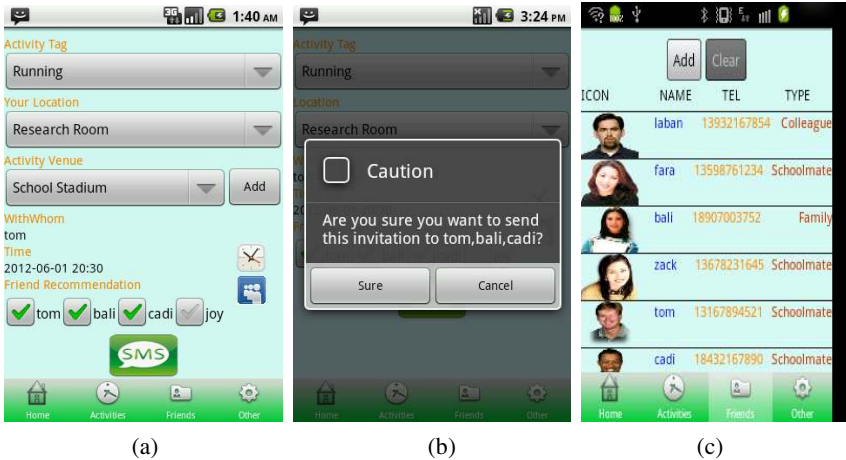 3G
1:40 AM
Activity Tag
Running
Your Location
Research Room
Activity Venue
School Stadium
Add
WithWhom
tom
Time
2012-06-01 20:30
Friend Recommendation
tom bali cadi joy
SMS
Home Activities Friends Other
(a)
3:24 PM
Activity Tag
Running
Location
Research Room
Caution
Are you sure you want to send
this invitation to tom,bali,cadi?
Sure Cancel
Home Activities Friends Other
(b)
Add Clear
ICON NAME TEL TYPE
laban 13932167854 Colleague
fara 13598761234 Schoolmate
bali 18907003752 Family
zack 13678231645 Schoolmate
tom 13167894521 Schoolmate
cadi 18432167890 Schoolmate
Home Activities Friends Other
(c)